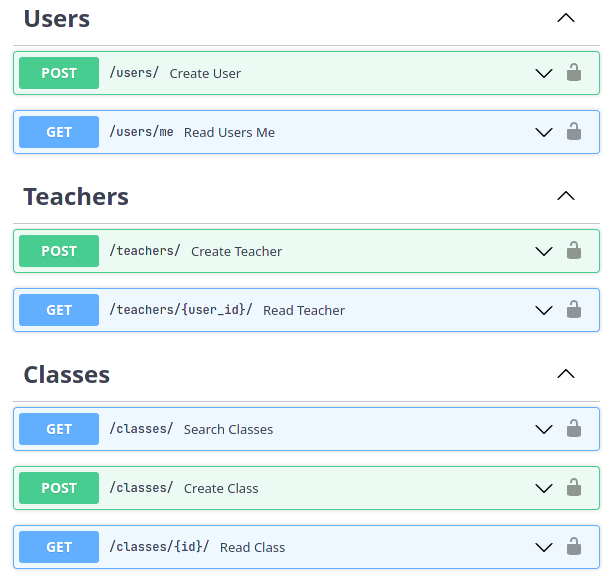 Users
POST /users/ Create User
GET /users/me Read Users Me
Teachers
POST /teachers/ Create Teacher
GET /teachers/{user_id}/ Read Teacher
Classes
GET /classes/ Search Classes
POST /classes/ Create Class
GET /classes/{id}/ Read Class